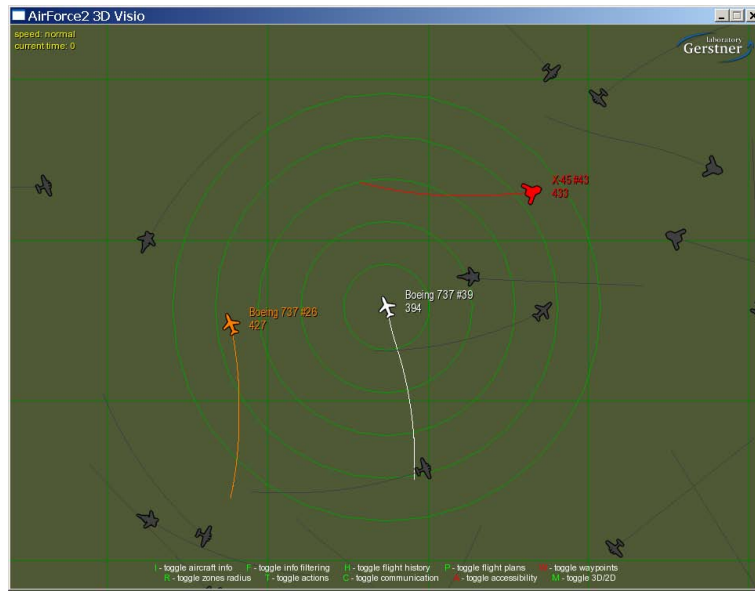 AirForce2 3D Visio
speed: normal
current time: 0
laboratory
Gerstner
X-45 #43
433
Boeing 737 #39
394
Boeing 737 #26
427
I - toggle aircraft info F - toggle info filtering H - toggle flight history P - toggle flight plans W - toggle waypoints
R - toggle zones radius T - toggle actions C - toggle communication A - toggle accessibility M - toggle 3D/2D